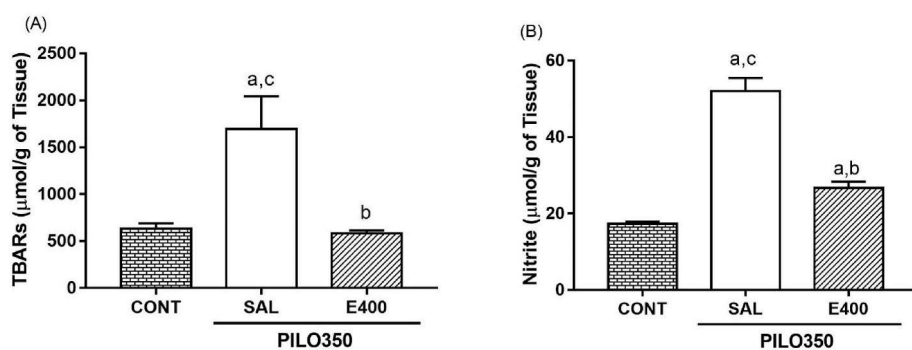 (A)
TBARs (μmol/g of Tissue)
2500
2000
1500
1000
500
0
a,c
b
CONT
SAL
E400
PILO350
(B)
Nitrite (μmol/g of Tissue)
60
40
20
0
a,c
a,b
CONT
SAL
E400
PILO350